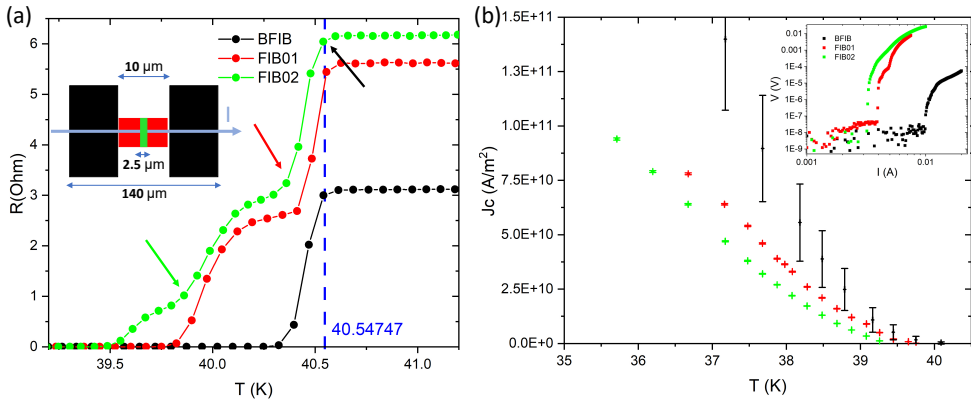 (a)
R(Ohm)
6
5
4
3
2
1
0
39.5
40.0
40.5
41.0
T (K)
BFIB
FIB01
FIB02
10 μm
I
2.5 μm
140 μm
40.54747
(b)
Jc (A/m²)
1.5E+11
1.3E+11
1.0E+11
7.5E+10
5.0E+10
2.5E+10
0.0E+0
35
36
37
38
39
40
T (K)
BFIB
FIB01
FIB02
V (V)
0.01
0.001
1E-4
1E-5
1E-6
1E-7
1E-8
1E-9
0.001
0.01
I (A)